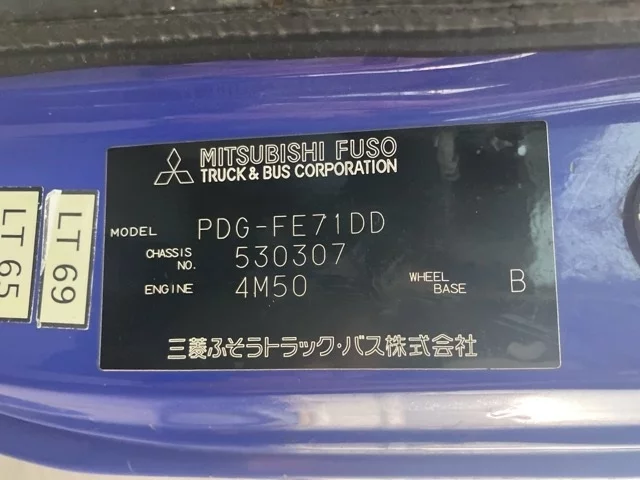 MITSUBISHI FUSO
TRUCK & BUS CORPORATION
MODEL PDG-FE71DD
CHASSIS NO. 530307
ENGINE 4M50 WHEEL BASE B
三菱ふそうトラック・バス株式会社
LT 65
LT 69